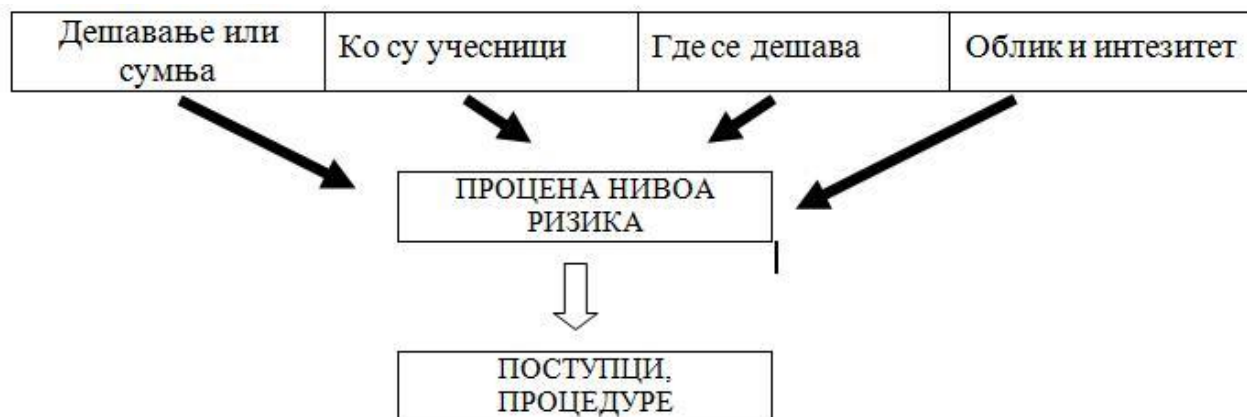 Дешавање или
сумња
Ко су учесници
Где се дешава
Облик и интезитет
ПРОЦЕНА НИВОА
РИЗИКА
ПОСТУПЦИ,
ПРОЦЕДУРЕ